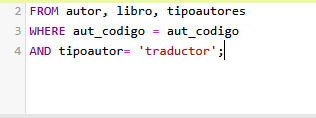 2 FROM autor, libro, tipoautores
3 WHERE aut_codigo = aut_codigo
4 AND tipoautor= 'traductor';